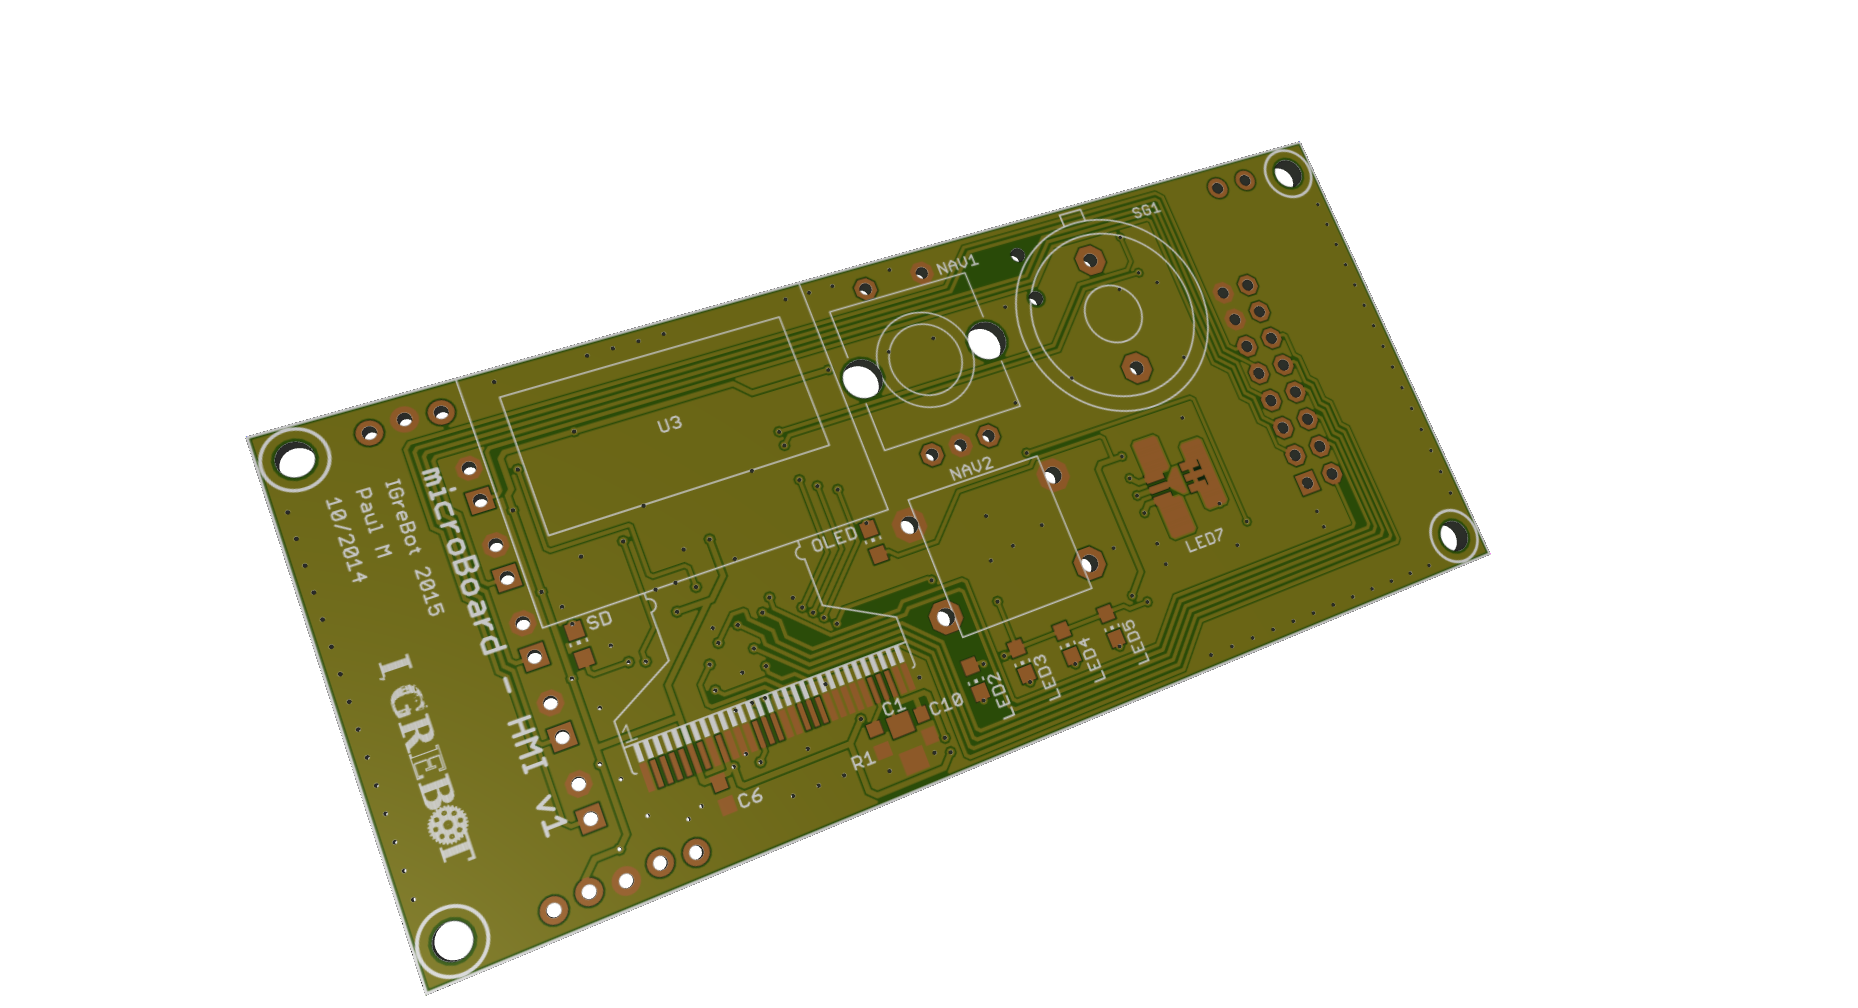 SG1
NAV1
U3
NAV2
OLED
LED7
microBoard - HMI v1
IGreBot 2015
Paul M
10/2014
SD
LED5
LED4
LED3
LED2
C1
C10
R1
1
C6
IGREBOT